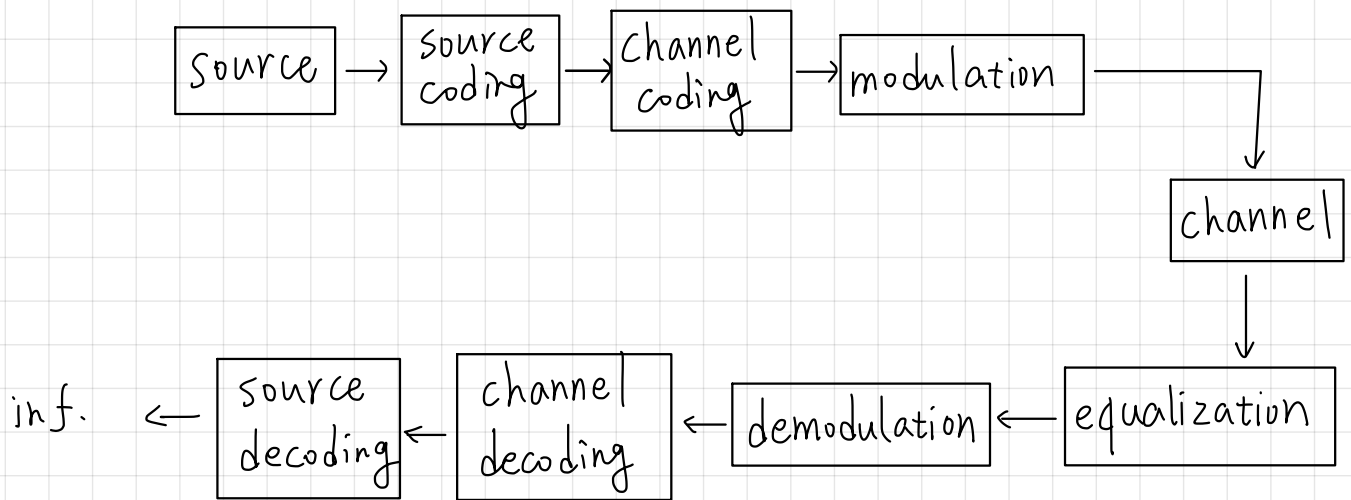 source
source
coding
channel
coding
modulation
channel
equalization
demodulation
channel
decoding
source
decoding
inf.